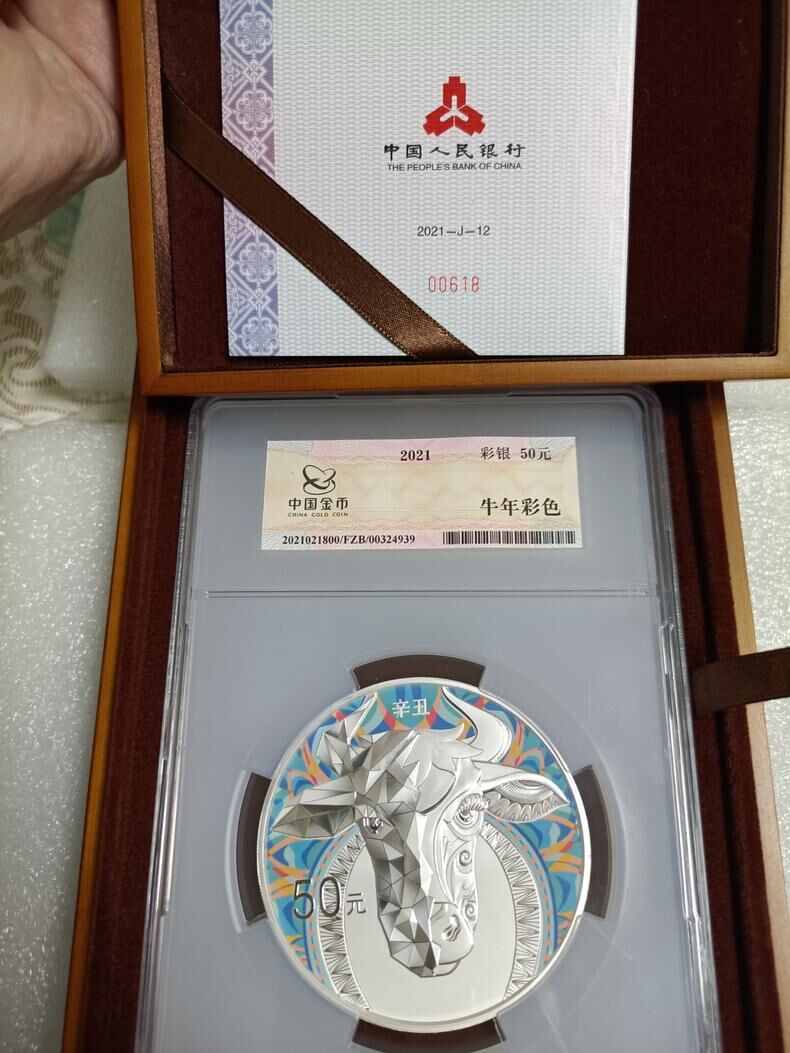 中国人民银行
THE PEOPLE'S BANK OF CHINA
2021—J—12
00618
2021 彩银 50元
中国金币
CHINA GOLD COIN
牛年彩色
2021021800/FZB/00324939
辛丑
50元